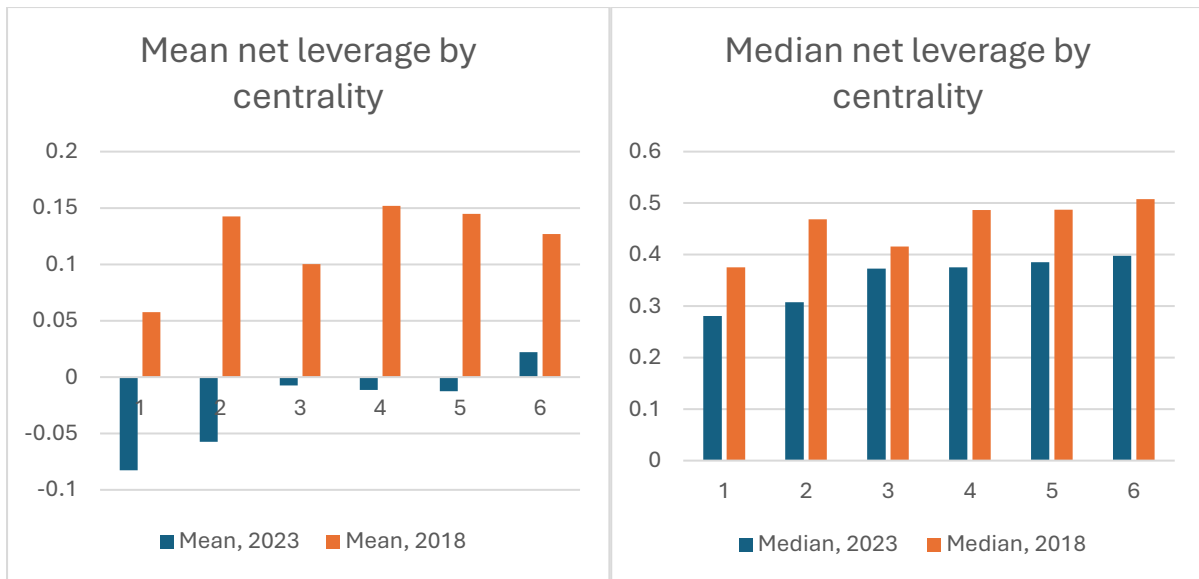 Mean net leverage by
centrality
0.2
0.15
0.1
0.05
0
-0.05
-0.1
1 2 3 4 5 6
Mean, 2023 Mean, 2018
Median net leverage by
centrality
0.6
0.5
0.4
0.3
0.2
0.1
0
1 2 3 4 5 6
Median, 2023 Median, 2018